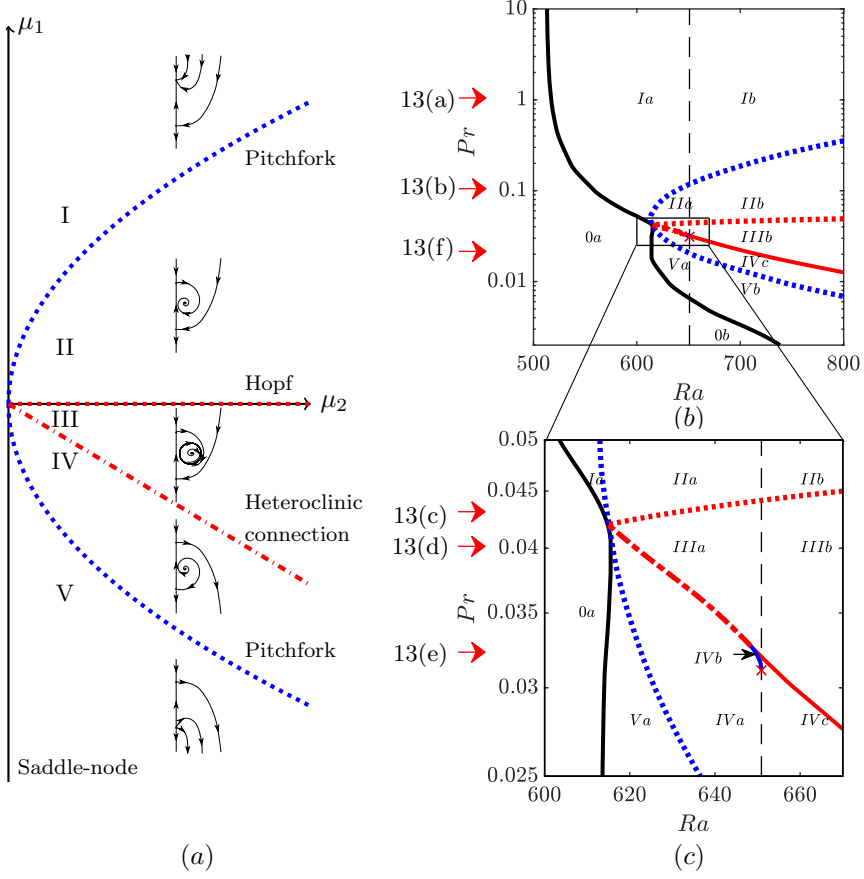 μ1
I
Pitchfork
II
Hopf
μ2
III
IV
Heteroclinic
connection
V
Pitchfork
Saddle-node
(a)
10
1
0.1
0.01
Pr
13(a)
13(b)
13(f)
Ia
Ib
IIa
IIb
0a
IIIb
Va
IVc
Vb
0b
500
600
700
800
Ra
(b)
0.05
0.045
0.04
0.035
0.03
0.025
Pr
13(c)
13(d)
13(e)
Ia
IIa
IIb
IIIa
IIIb
0a
IVb
Va
IVa
IVc
600
620
640
660
Ra
(c)